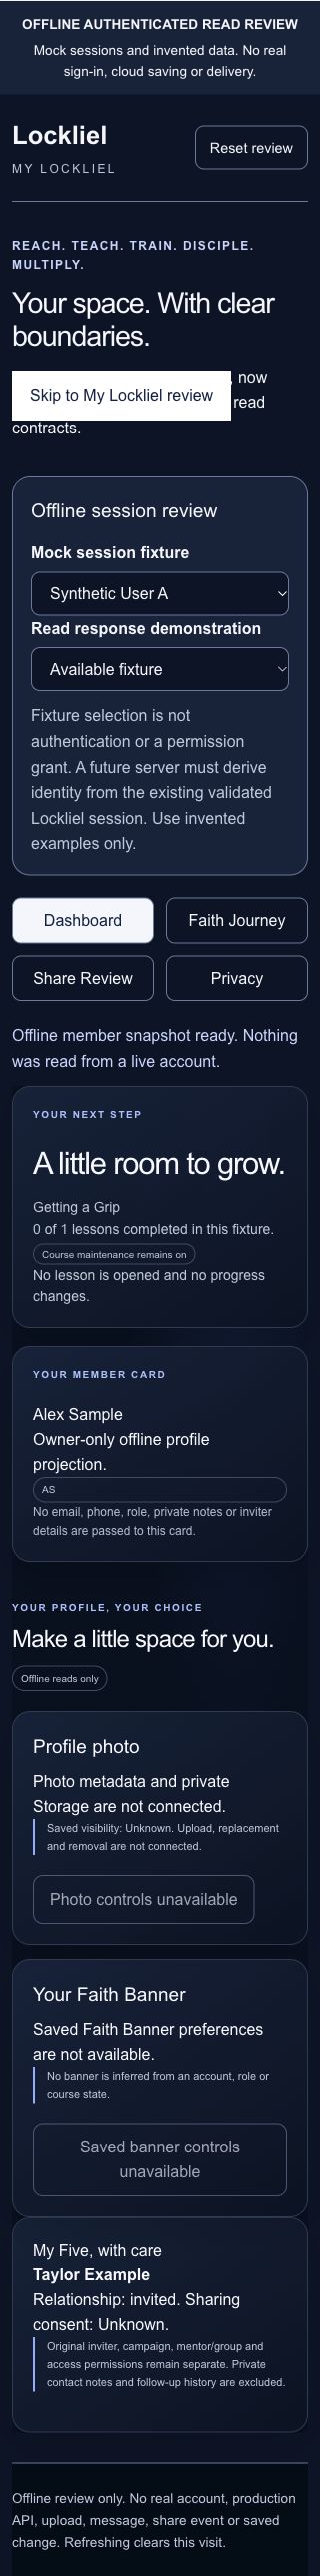 OFFLINE AUTHENTICATED READ REVIEW
Mock sessions and invented data. No real
sign-in, cloud saving or delivery.
Lockliel
MY LOCKLIEL
Reset review
REACH. TEACH. TRAIN. DISCIPLE.
MULTIPLY.
Your space. With clear
boundaries.
Skip to My Lockliel review
, now
read
contracts.
Offline session review
Mock session fixture
Synthetic User A
Read response demonstration
Available fixture
Fixture selection is not
authentication or a permission
grant. A future server must derive
identity from the existing validated
Lockliel session. Use invented
examples only.
Dashboard
Faith Journey
Share Review
Privacy
Offline member snapshot ready. Nothing
was read from a live account.
YOUR NEXT STEP
A little room to grow.
Getting a Grip
0 of 1 lessons completed in this fixture.
Course maintenance remains on
No lesson is opened and no progress
changes.
YOUR MEMBER CARD
Alex Sample
Owner-only offline profile
projection.
AS
No email, phone, role, private notes or inviter
details are passed to this card.
YOUR PROFILE, YOUR CHOICE
Make a little space for you.
Offline reads only
Profile photo
Photo metadata and private
Storage are not connected.
Saved visibility: Unknown. Upload, replacement
and removal are not connected.
Photo controls unavailable
Your Faith Banner
Saved Faith Banner preferences
are not available.
No banner is inferred from an account, role or
course state.
Saved banner controls
unavailable
My Five, with care
Taylor Example
Relationship: invited. Sharing
consent: Unknown.
Original inviter, campaign, mentor/group and
access permissions remain separate. Private
contact notes and follow-up history are excluded.
Offline review only. No real account, production
API, upload, message, share event or saved
change. Refreshing clears this visit.